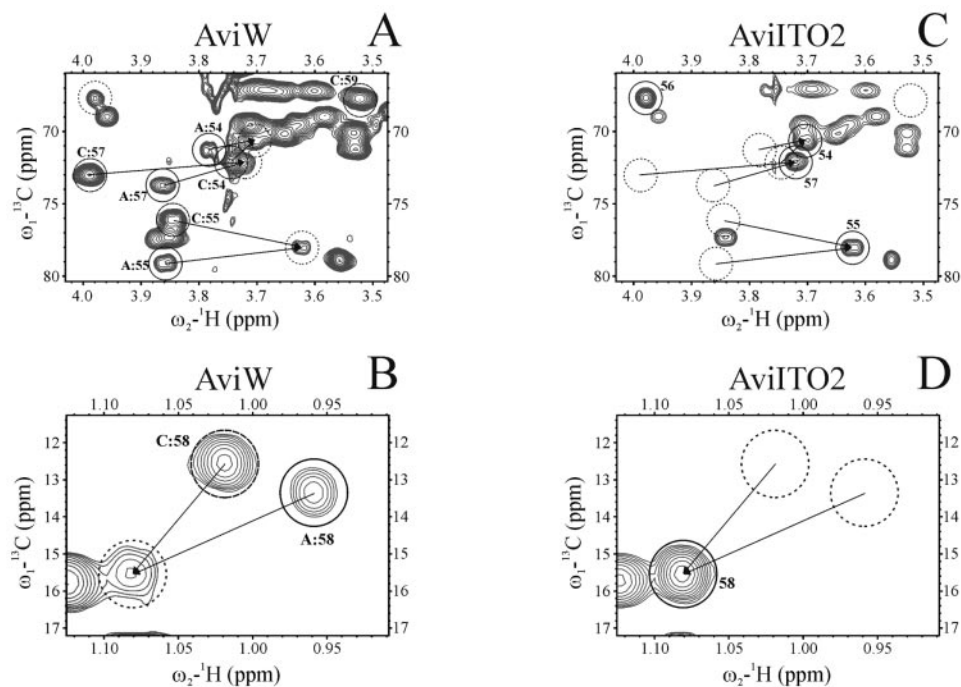 AviW A
4.0 3.9 3.8 3.7 3.6 3.5
C:59
A:54
C:57
A:57
C:54
C:55
A:55
70
75
80
70
75
80
ω1-13C (ppm)
4.0 3.9 3.8 3.7 3.6 3.5
ω2-1H (ppm)
AviITO2 C
4.0 3.9 3.8 3.7 3.6 3.5
56
54
57
55
70
75
80
70
75
80
ω1-13C (ppm)
4.0 3.9 3.8 3.7 3.6 3.5
ω2-1H (ppm)
AviW B
1.10 1.05 1.00 0.95
C:58
A:58
12
13
14
15
16
17
12
13
14
15
16
17
ω1-13C (ppm)
1.10 1.05 1.00 0.95
ω2-1H (ppm)
AviITO2 D
1.10 1.05 1.00 0.95
58
12
13
14
15
16
17
12
13
14
15
16
17
ω1-13C (ppm)
1.10 1.05 1.00 0.95
ω2-1H (ppm)